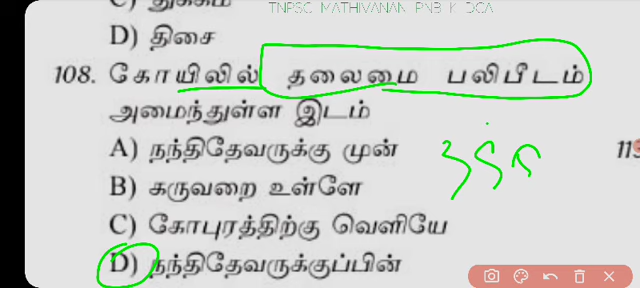 TNPSC MATHIVANAN PNB K DCA
D) திசை
108. கோயிலில் தலைமை பலிபீடம்
அமைந்துள்ள இடம்
A) நந்திதேவருக்கு முன்
B) கருவறை உள்ளே
C) கோபுரத்திற்கு வெளியே
D) நந்திதேவருக்குப்பின்